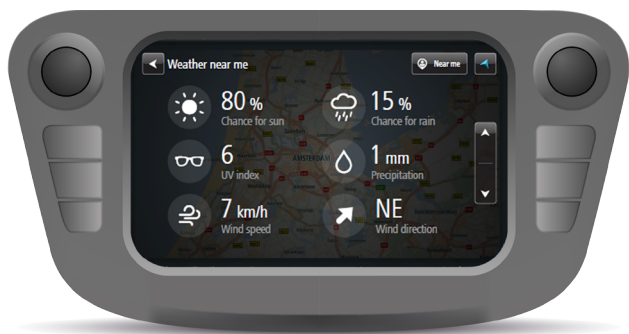 Weather near me
Near me
80 %
Chance for sun
15 %
Chance for rain
6
UV index
1 mm
Precipitation
7 km/h
Wind speed
NE
Wind direction
AMSTERDAM